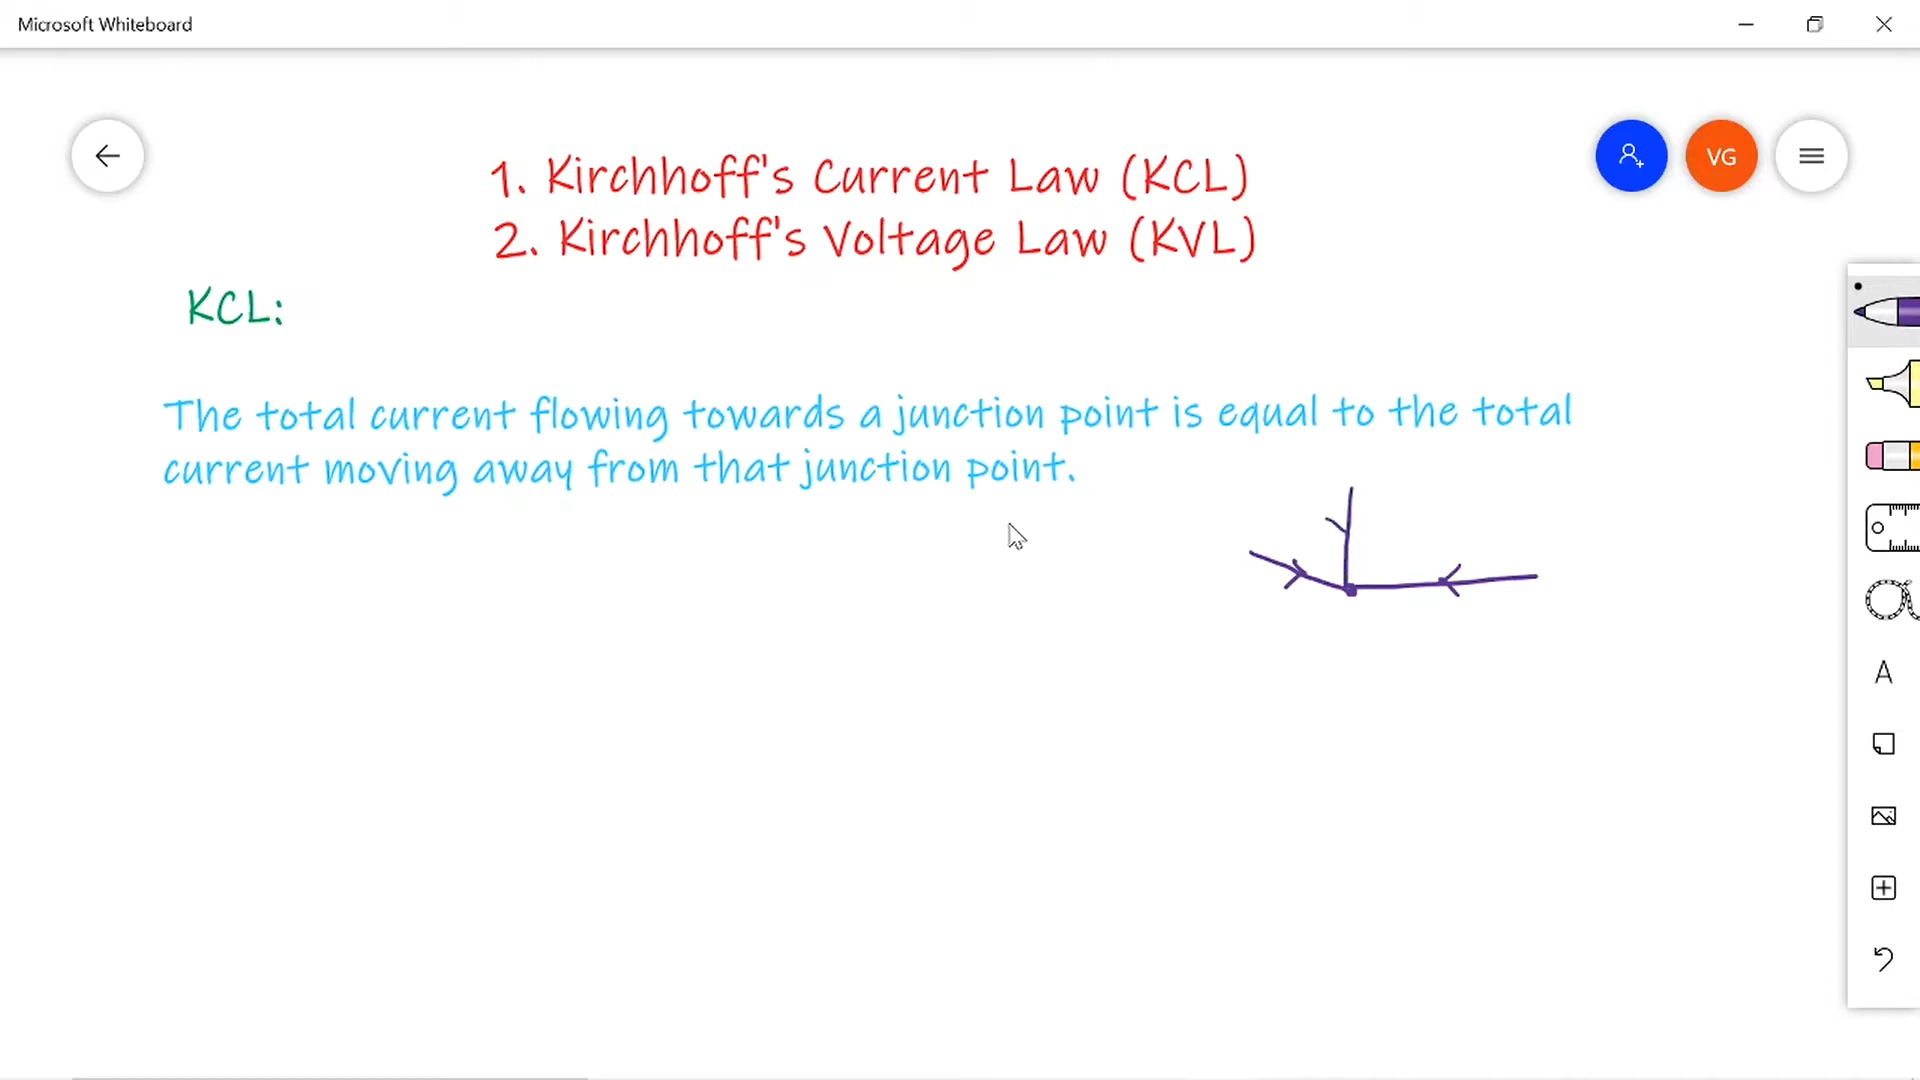 Microsoft Whiteboard
VG
1. Kirchhoff's Current Law (KCL)
2. Kirchhoff's Voltage Law (KVL)
KCL:
The total current flowing towards a junction point is equal to the total
current moving away from that junction point.
A